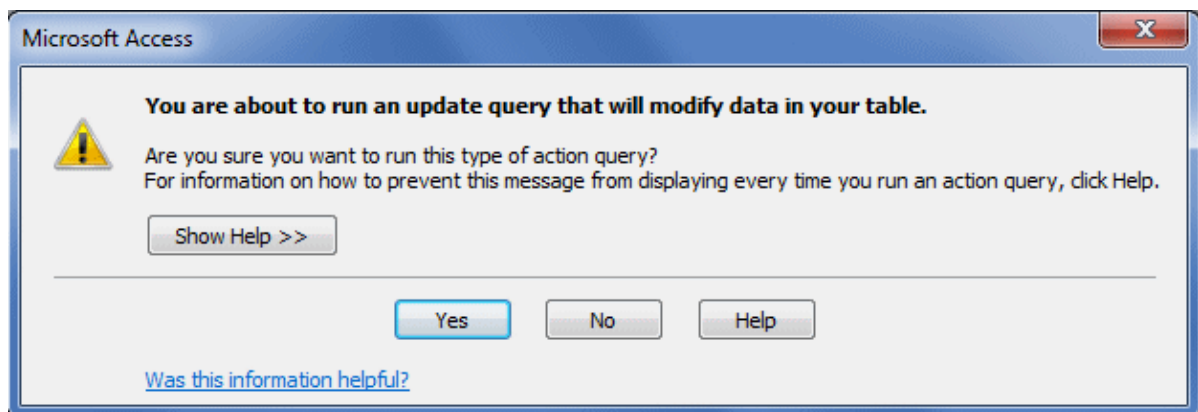 Microsoft Access
X
You are about to run an update query that will modify data in your table.
Are you sure you want to run this type of action query?
For information on how to prevent this message from displaying every time you run an action query, click Help.
Show Help >>
Yes No Help
Was this information helpful?